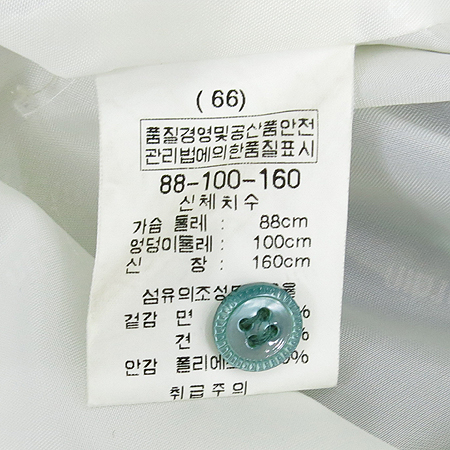 ( 66)
품질경영및공산품안전
관리법에의한품질표시
88-100-160
신체치수
가슴 둘레 : 88cm
엉덩이둘레 : 100cm
신 장 : 160cm
섬유의조성
겉감 면 %
견 %
안감 %
취급주의